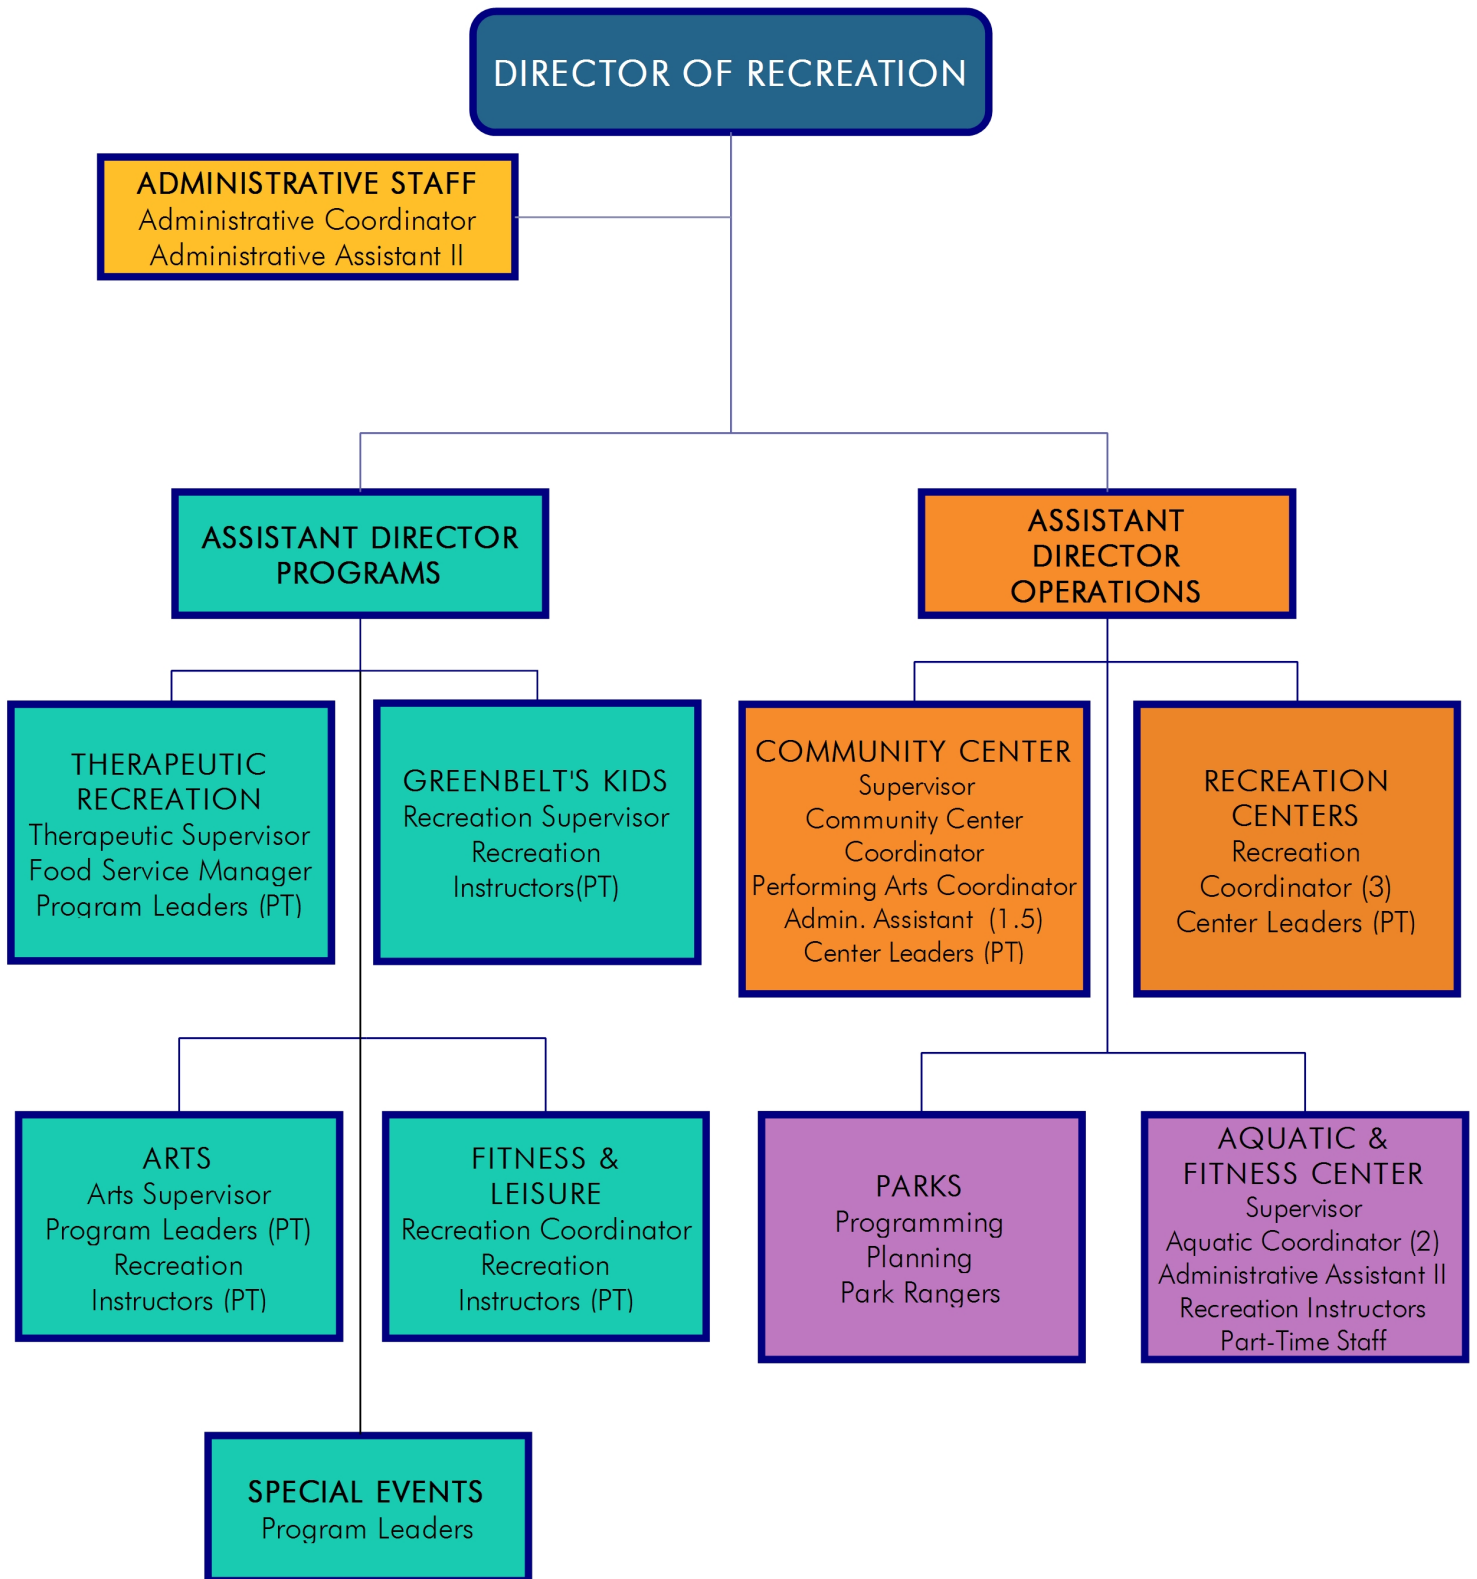 DIRECTOR OF RECREATION
ADMINISTRATIVE STAFF
Administrative Coordinator
Administrative Assistant II
ASSISTANT DIRECTOR
PROGRAMS
ASSISTANT
DIRECTOR
OPERATIONS
THERAPEUTIC
RECREATION
Therapeutic Supervisor
Food Service Manager
Program Leaders (PT)
GREENBELT'S KIDS
Recreation Supervisor
Recreation
Instructors(PT)
COMMUNITY CENTER
Supervisor
Community Center
Coordinator
Performing Arts Coordinator
Admin. Assistant (1.5)
Center Leaders (PT)
RECREATION
CENTERS
Recreation
Coordinator (3)
Center Leaders (PT)
ARTS
Arts Supervisor
Program Leaders (PT)
Recreation
Instructors (PT)
FITNESS &
LEISURE
Recreation Coordinator
Recreation
Instructors (PT)
PARKS
Programming
Planning
Park Rangers
AQUATIC &
FITNESS CENTER
Supervisor
Aquatic Coordinator (2)
Administrative Assistant II
Recreation Instructors
Part-Time Staff
SPECIAL EVENTS
Program Leaders